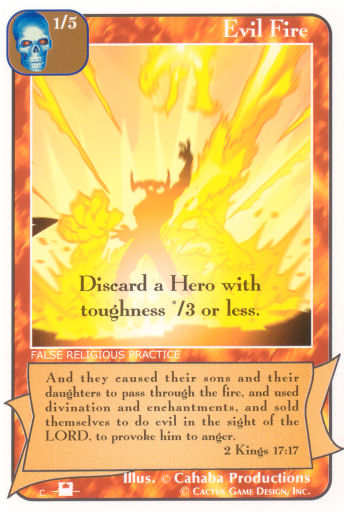 1/5
Evil Fire
Discard a Hero with
toughness */3 or less.
FALSE RELIGIOUS PRACTICE
And they caused their sons and their
daughters to pass through the fire, and used
divination and enchantments, and sold
themselves to do evil in the sight of the
LORD, to provoke him to anger.
2 Kings 17:17
Illus. © Cahaba Productions
C
© CACTUS GAME DESIGN, INC.